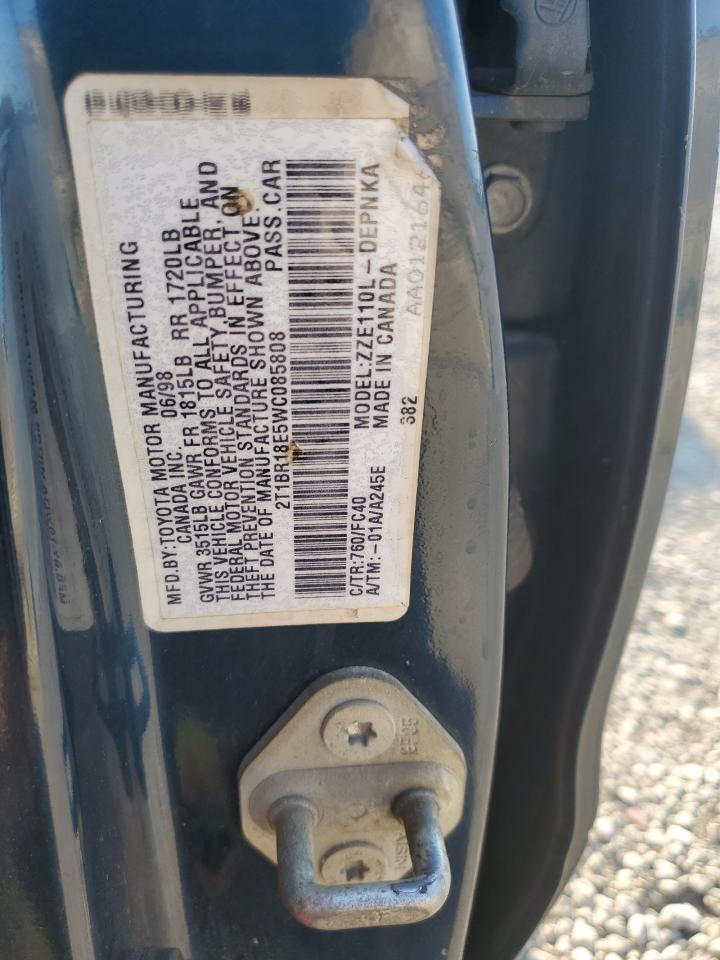 MFD.BY:TOYOTA MOTOR MANUFACTURING
CANADA INC. 06/98
GVWR 3515LB GAWR FR 1815LB RR 1720LB
THIS VEHICLE CONFORMS TO ALL APPLICABLE
FEDERAL MOTOR VEHICLE SAFETY BUMPER, AND
THEFT PREVENTION STANDARDS IN EFFECT ON
THE DATE OF MANUFACTURE SHOWN ABOVE.
2T1BR18E5WC085808 PASS.CAR
C/TR:760/FC40 MODEL:ZZE110L-DEPNKA
A/TM:-01A/A245E MADE IN CANADA
382 AA012164